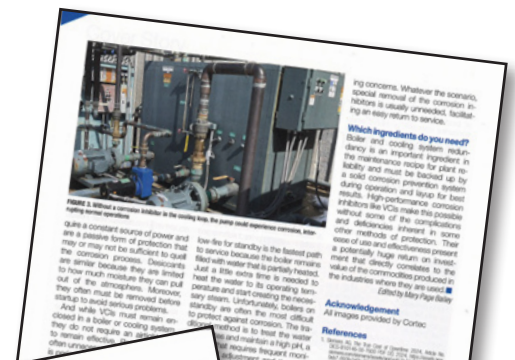 FIGURE 3. Without a corrosion inhibitor in the cooling loop, the pump could experience corrosion, inter-
rupting normal operations
quire a constant source of power and
are a passive form of protection that
may or may not be sufficient to quell
the corrosion process. Desiccants
are similar because they are limited
to how much moisture they can pull
out of the atmosphere. Moreover,
they often must be removed before
startup to avoid serious problems.
And while VCIs must remain en-
closed in a boiler or cooling system,
they do not require an airtight
to remain effective.
often
low-fire for standby is the fastest path
to service because the boiler remains
filled with water that is partially heated.
Just a little extra time is needed to
heat the water to its operating tem-
perature and start creating the neces-
sary steam. Unfortunately, boilers on
standby are often the most difficult
to protect against corrosion. The tra-
method is to treat the water
and maintain a high pH, a
that requires frequent moni-
adjustment
ing concerns. Whatever the scenario,
special removal of the corrosion in-
hibitors is usually unneeded, facilitat-
ing an easy return to service.
Which ingredients do you need?
Boiler and cooling system redun-
dancy is an important ingredient in
the maintenance recipe for plant re-
liability and must be backed up by
a solid corrosion prevention system
during operation and layup for best
results. High-performance corrosion
inhibitors like VCIs make this possible
without some of the complications
and deficiencies inherent in some
other methods of protection. Their
ease of use and effectiveness present
a potentially huge return on invest-
ment that directly correlates to the
value of the commodities produced in
the industries where they are used. ■
Edited by Mary Page Bailey
Acknowledgement
All images provided by Cortec
References